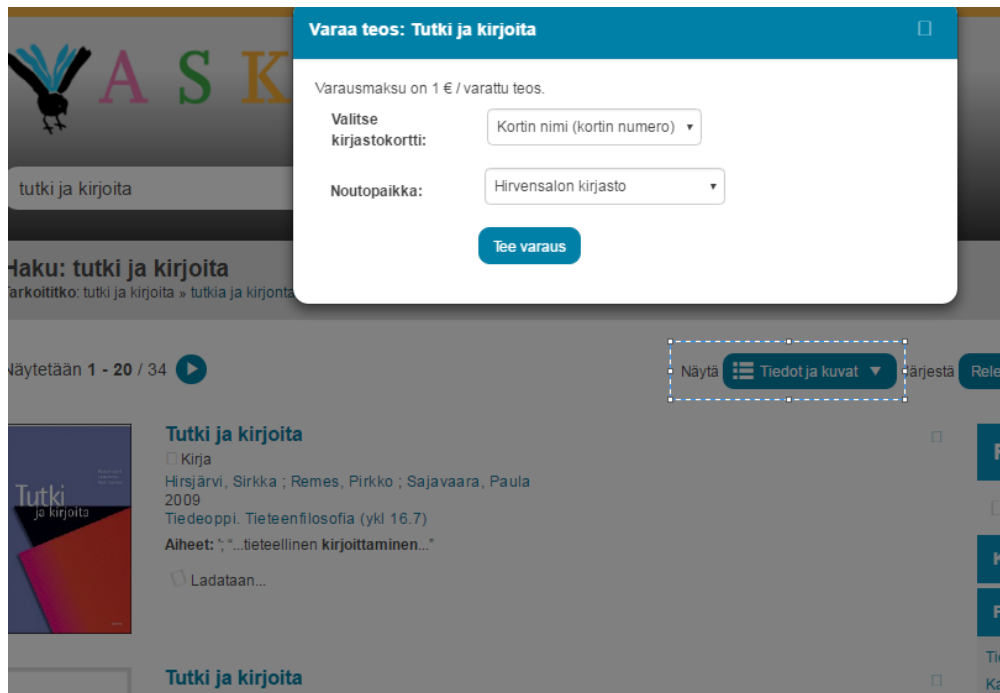 Varaa teos: Tutki ja kirjoita
Varausmaksu on 1 € / varattu teos.
Valitse
kirjastokortti:
Kortin nimi (kortin numero)
Noutopaikka:
Hirvensalon kirjasto
Tee varaus
ASK
tutki ja kirjoita
Haku: tutki ja kirjoita
Tarkoititko: tutki ja kirjoita » tutkia ja kirjonta
Näytetään 1 - 20 / 34
Näytä Tiedot ja kuvat
Järjestä Rele
Tutki
ja kirjoita
Tutki ja kirjoita
Kirja
Hirsjärvi, Sirkka ; Remes, Pirkko ; Sajavaara, Paula
2009
Tiedeoppi. Tieteenfilosofia (ykl 16.7)
Aiheet: '; "...tieteellinen kirjoittaminen..."
Ladataan...
Tutki ja kirjoita